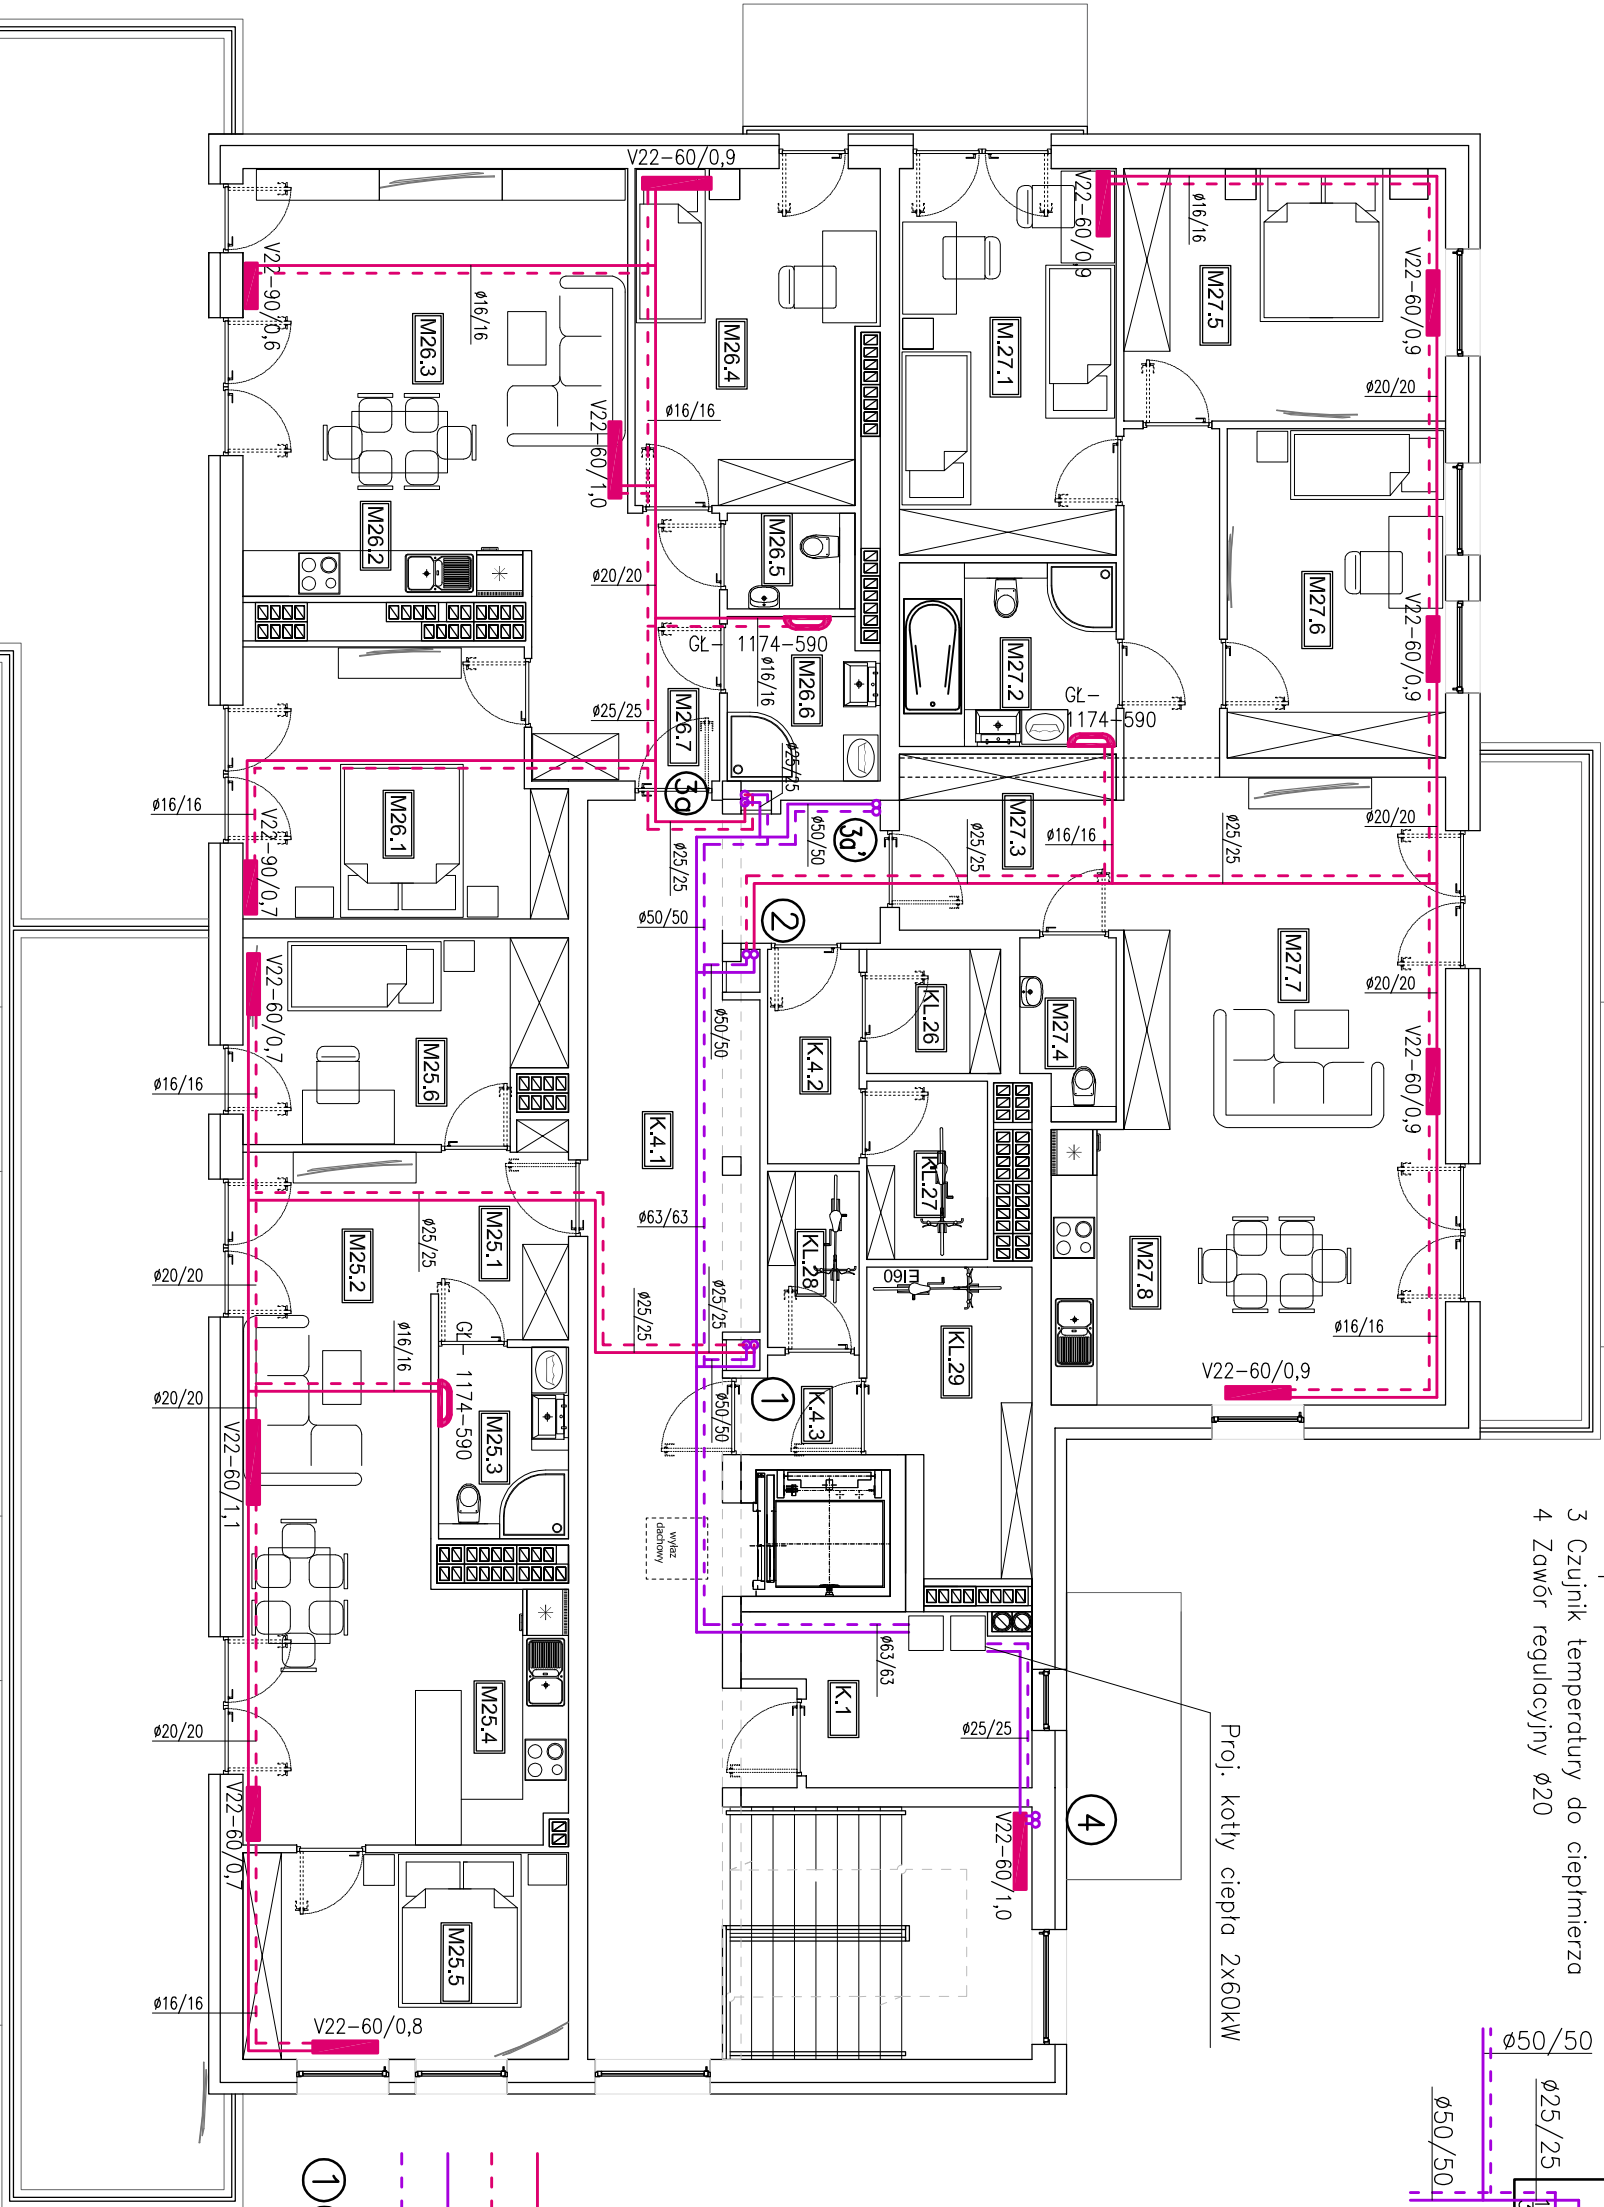 V22-60/0,9
V22-60/0,9
ø16/16
M27.5
V22-60/0,9
ø20/20
V22-90/0,6
ø16/16
M26.3
M26.4
M.27.1
V22-60/1,0
ø16/16
M26.2
M26.5
ø20/20
M27.6
V22-60/0,9
GŁ-
1174-590
ø16/16
M26.6
M27.2
GŁ-
1174-590
ø25/25
M26.7
ø25/25
3a
ø16/16
M26.1
V22-90/0,7
ø25/25
ø50/50
3a'
ø25/25
M27.3
ø16/16
ø25/25
ø20/20
ø50/50
2
M27.7
ø20/20
V22-60/0,7
ø50/50
KL.26
M27.4
V22-60/0,9
ø16/16
M25.6
K.4.1
K.4.2
KL.27
ø63/63
M25.1
ø25/25
M25.2
KL.28
EI60
M27.8
ø20/20
ø25/25
ø25/25
ø16/16
GŁ-
1174-590
KL.29
ø16/16
V22-60/0,9
ø20/20
V22-60/1,1
M25.3
ø50/50
1
K.4.3
wyłaz
dachowy
ø63/63
M25.4
K.1
ø25/25
ø20/20
V22-60/0,7
V22-60/1,0
4
Proj. kotły ciepła 2x60kW
M25.5
ø16/16
V22-60/0,8
3 Czujnik temperatury do ciepłmierza
4 Zawór regulacyjny ø20
ø50/50
ø25/25
ø50/50
1